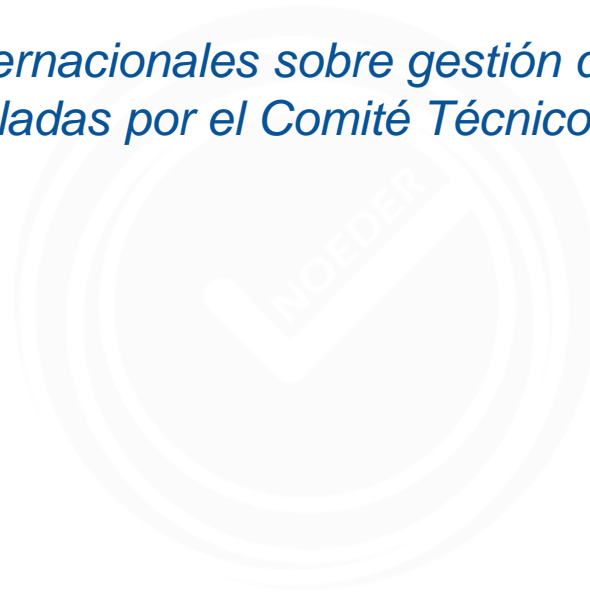 ernacionales sobre gestión
ladas por el Comité Técnico
NOEDER